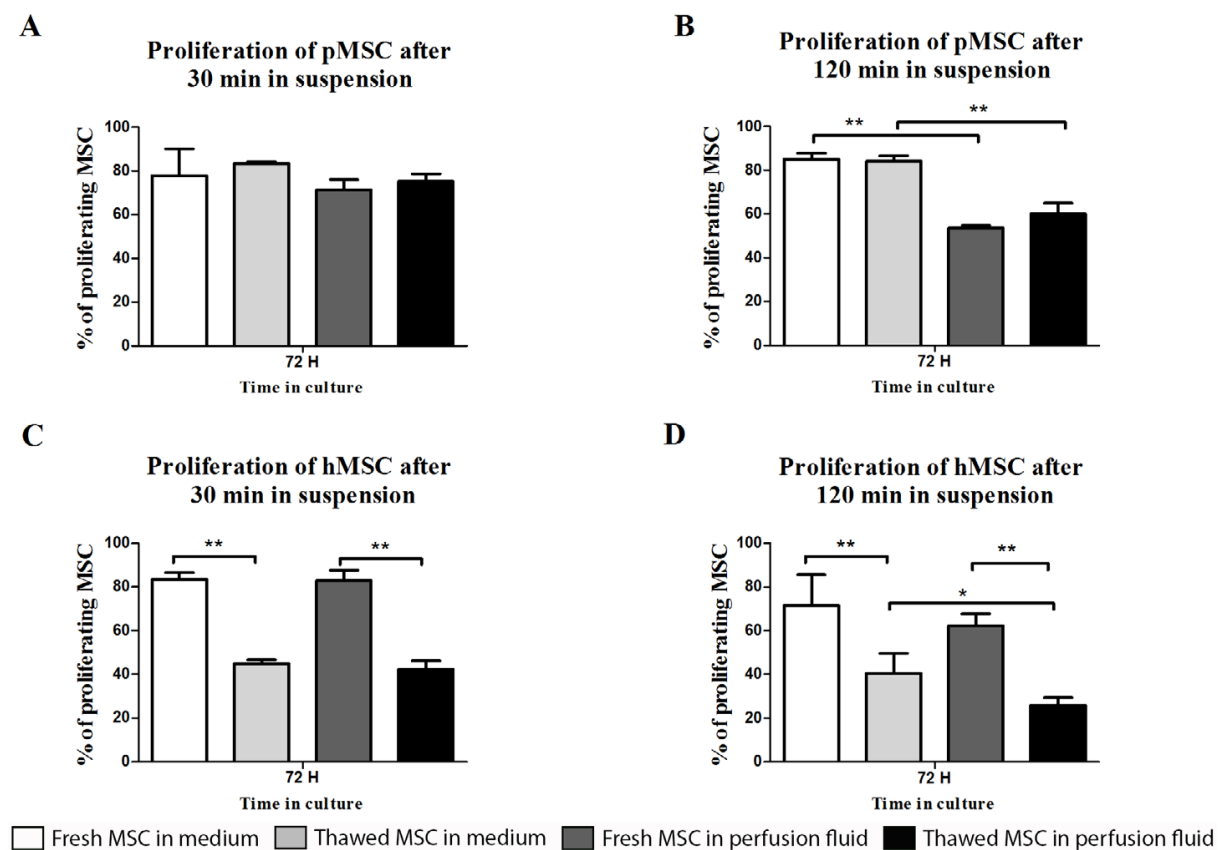 A
Proliferation of pMSC after
30 min in suspension
% of proliferating MSC
100
80
60
40
20
0
72 H
Time in culture
B
Proliferation of pMSC after
120 min in suspension
% of proliferating MSC
100
80
60
40
20
0
**
**
72 H
Time in culture
C
Proliferation of hMSC after
30 min in suspension
% of proliferating MSC
100
80
60
40
20
0
**
**
72 H
Time in culture
D
Proliferation of hMSC after
120 min in suspension
% of proliferating MSC
100
80
60
40
20
0
**
**
*
72 H
Time in culture
Fresh MSC in medium Thawed MSC in medium Fresh MSC in perfusion fluid Thawed MSC in perfusion fluid